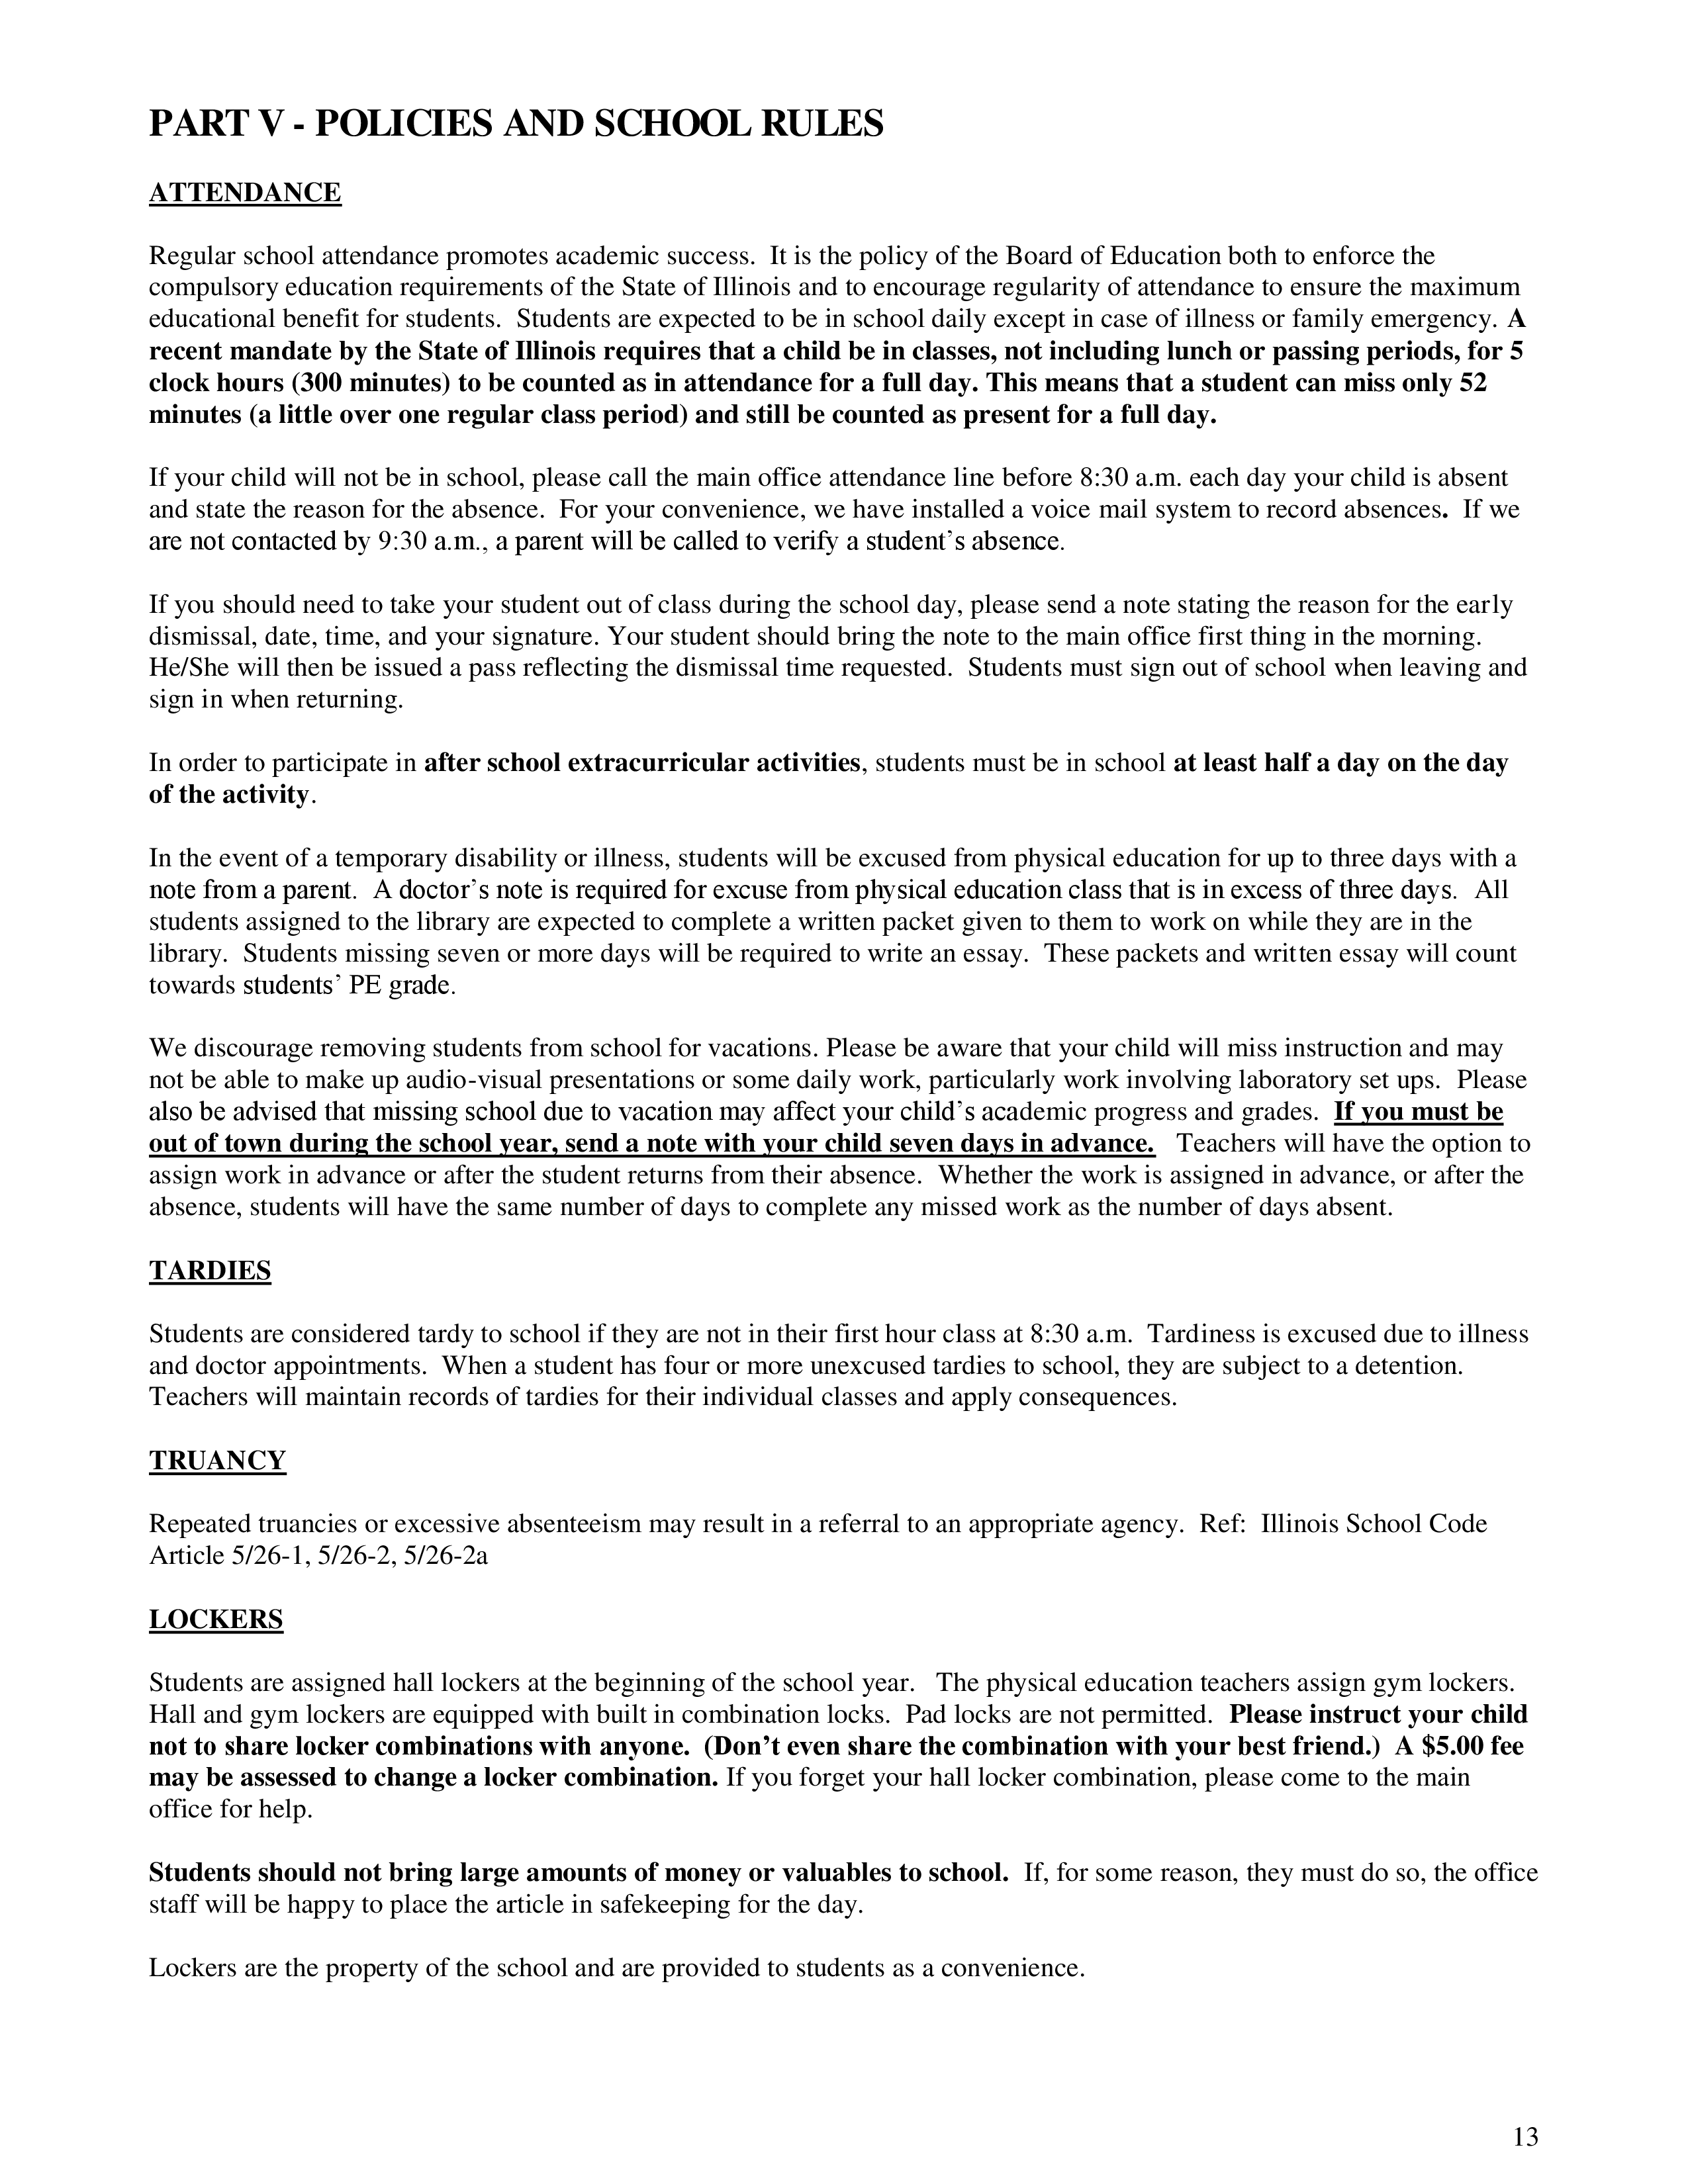 PART V - POLICIES AND SCHOOL RULES
ATTENDANCE
Regular school attendance promotes academic success.  It is the policy of the Board of Education both to enforce the
compulsory education requirements of the State of Illinois and to encourage regularity of attendance to ensure the maximum
educational benefit for students.  Students are expected to be in school daily except in case of illness or family emergency. A
recent mandate by the State of Illinois requires that a child be in classes, not including lunch or passing periods, for 5
clock hours (300 minutes) to be counted as in attendance for a full day. This means that a student can miss only 52
minutes (a little over one regular class period) and still be counted as present for a full day.
If your child will not be in school, please call the main office attendance line before 8:30 a.m. each day your child is absent
and state the reason for the absence.  For your convenience, we have installed a voice mail system to record absences.  If we
are not contacted by 9:30 a.m., a parent will be called to verify a student’s absence.
If you should need to take your student out of class during the school day, please send a note stating the reason for the early
dismissal, date, time, and your signature. Your student should bring the note to the main office first thing in the morning.
He/She will then be issued a pass reflecting the dismissal time requested.  Students must sign out of school when leaving and
sign in when returning.
In order to participate in after school extracurricular activities, students must be in school at least half a day on the day
of the activity.
In the event of a temporary disability or illness, students will be excused from physical education for up to three days with a
note from a parent.  A doctor’s note is required for excuse from physical education class that is in excess of three days.  All
students assigned to the library are expected to complete a written packet given to them to work on while they are in the
library.  Students missing seven or more days will be required to write an essay.  These packets and written essay will count
towards students’ PE grade.
We discourage removing students from school for vacations. Please be aware that your child will miss instruction and may
not be able to make up audio-visual presentations or some daily work, particularly work involving laboratory set ups.  Please
also be advised that missing school due to vacation may affect your child’s academic progress and grades.  If you must be
out of town during the school year, send a note with your child seven days in advance.   Teachers will have the option to
assign work in advance or after the student returns from their absence.  Whether the work is assigned in advance, or after the
absence, students will have the same number of days to complete any missed work as the number of days absent.
TARDIES
Students are considered tardy to school if they are not in their first hour class at 8:30 a.m.  Tardiness is excused due to illness
and doctor appointments.  When a student has four or more unexcused tardies to school, they are subject to a detention.
Teachers will maintain records of tardies for their individual classes and apply consequences.
TRUANCY
Repeated truancies or excessive absenteeism may result in a referral to an appropriate agency.  Ref:  Illinois School Code
Article 5/26-1, 5/26-2, 5/26-2a
LOCKERS
Students are assigned hall lockers at the beginning of the school year.   The physical education teachers assign gym lockers.
Hall and gym lockers are equipped with built in combination locks.  Pad locks are not permitted.  Please instruct your child
not to share locker combinations with anyone.  (Don’t even share the combination with your best friend.)  A $5.00 fee
may be assessed to change a locker combination. If you forget your hall locker combination, please come to the main
office for help.
Students should not bring large amounts of money or valuables to school.  If, for some reason, they must do so, the office
staff will be happy to place the article in safekeeping for the day.
Lockers are the property of the school and are provided to students as a convenience.
13